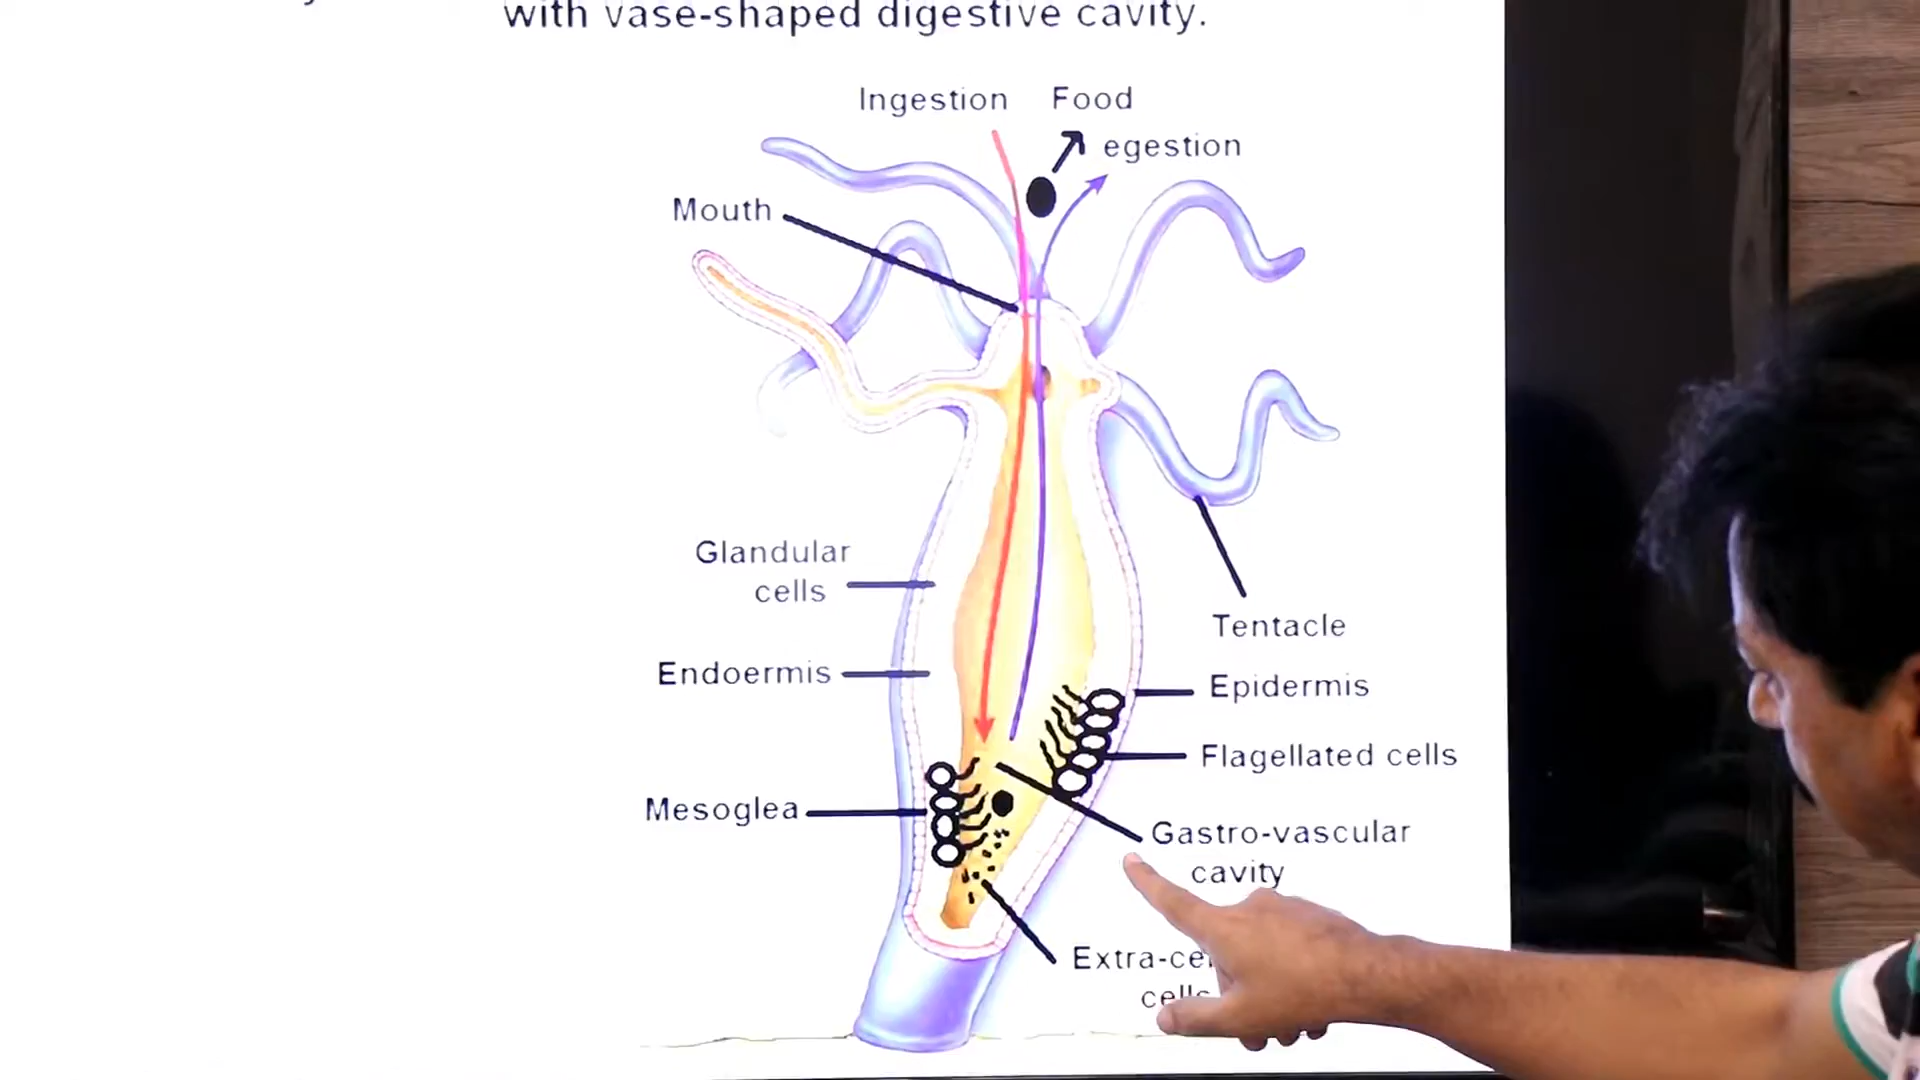 with vase-shaped digestive cavity.
Ingestion Food
egestion
Mouth
Glandular
cells
Tentacle
Endoermis
Epidermis
Flagellated cells
Mesoglea
Gastro-vascular
cavity
cells